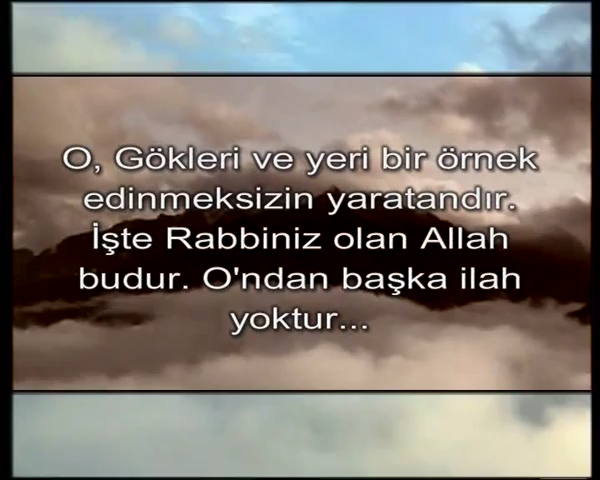 O, Gökleri ve yeri bir örnek
edinmeksizin yaratandır.
İşte Rabbiniz olan Allah
budur. O'ndan başka ilah
yoktur...